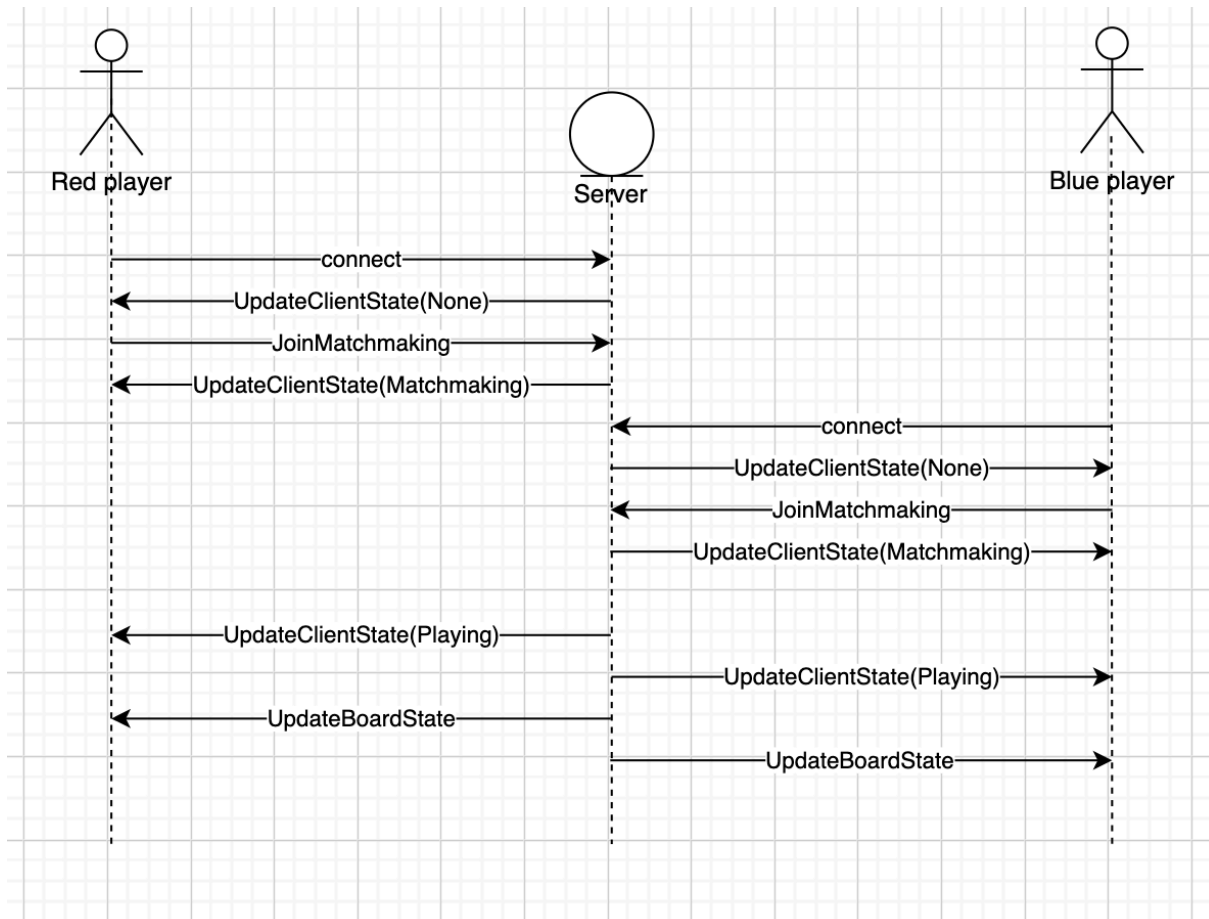 Red player
Server
Blue player
connect
UpdateClientState(None)
JoinMatchmaking
UpdateClientState(Matchmaking)
connect
UpdateClientState(None)
JoinMatchmaking
UpdateClientState(Matchmaking)
UpdateClientState(Playing)
UpdateClientState(Playing)
UpdateBoardState
UpdateBoardState